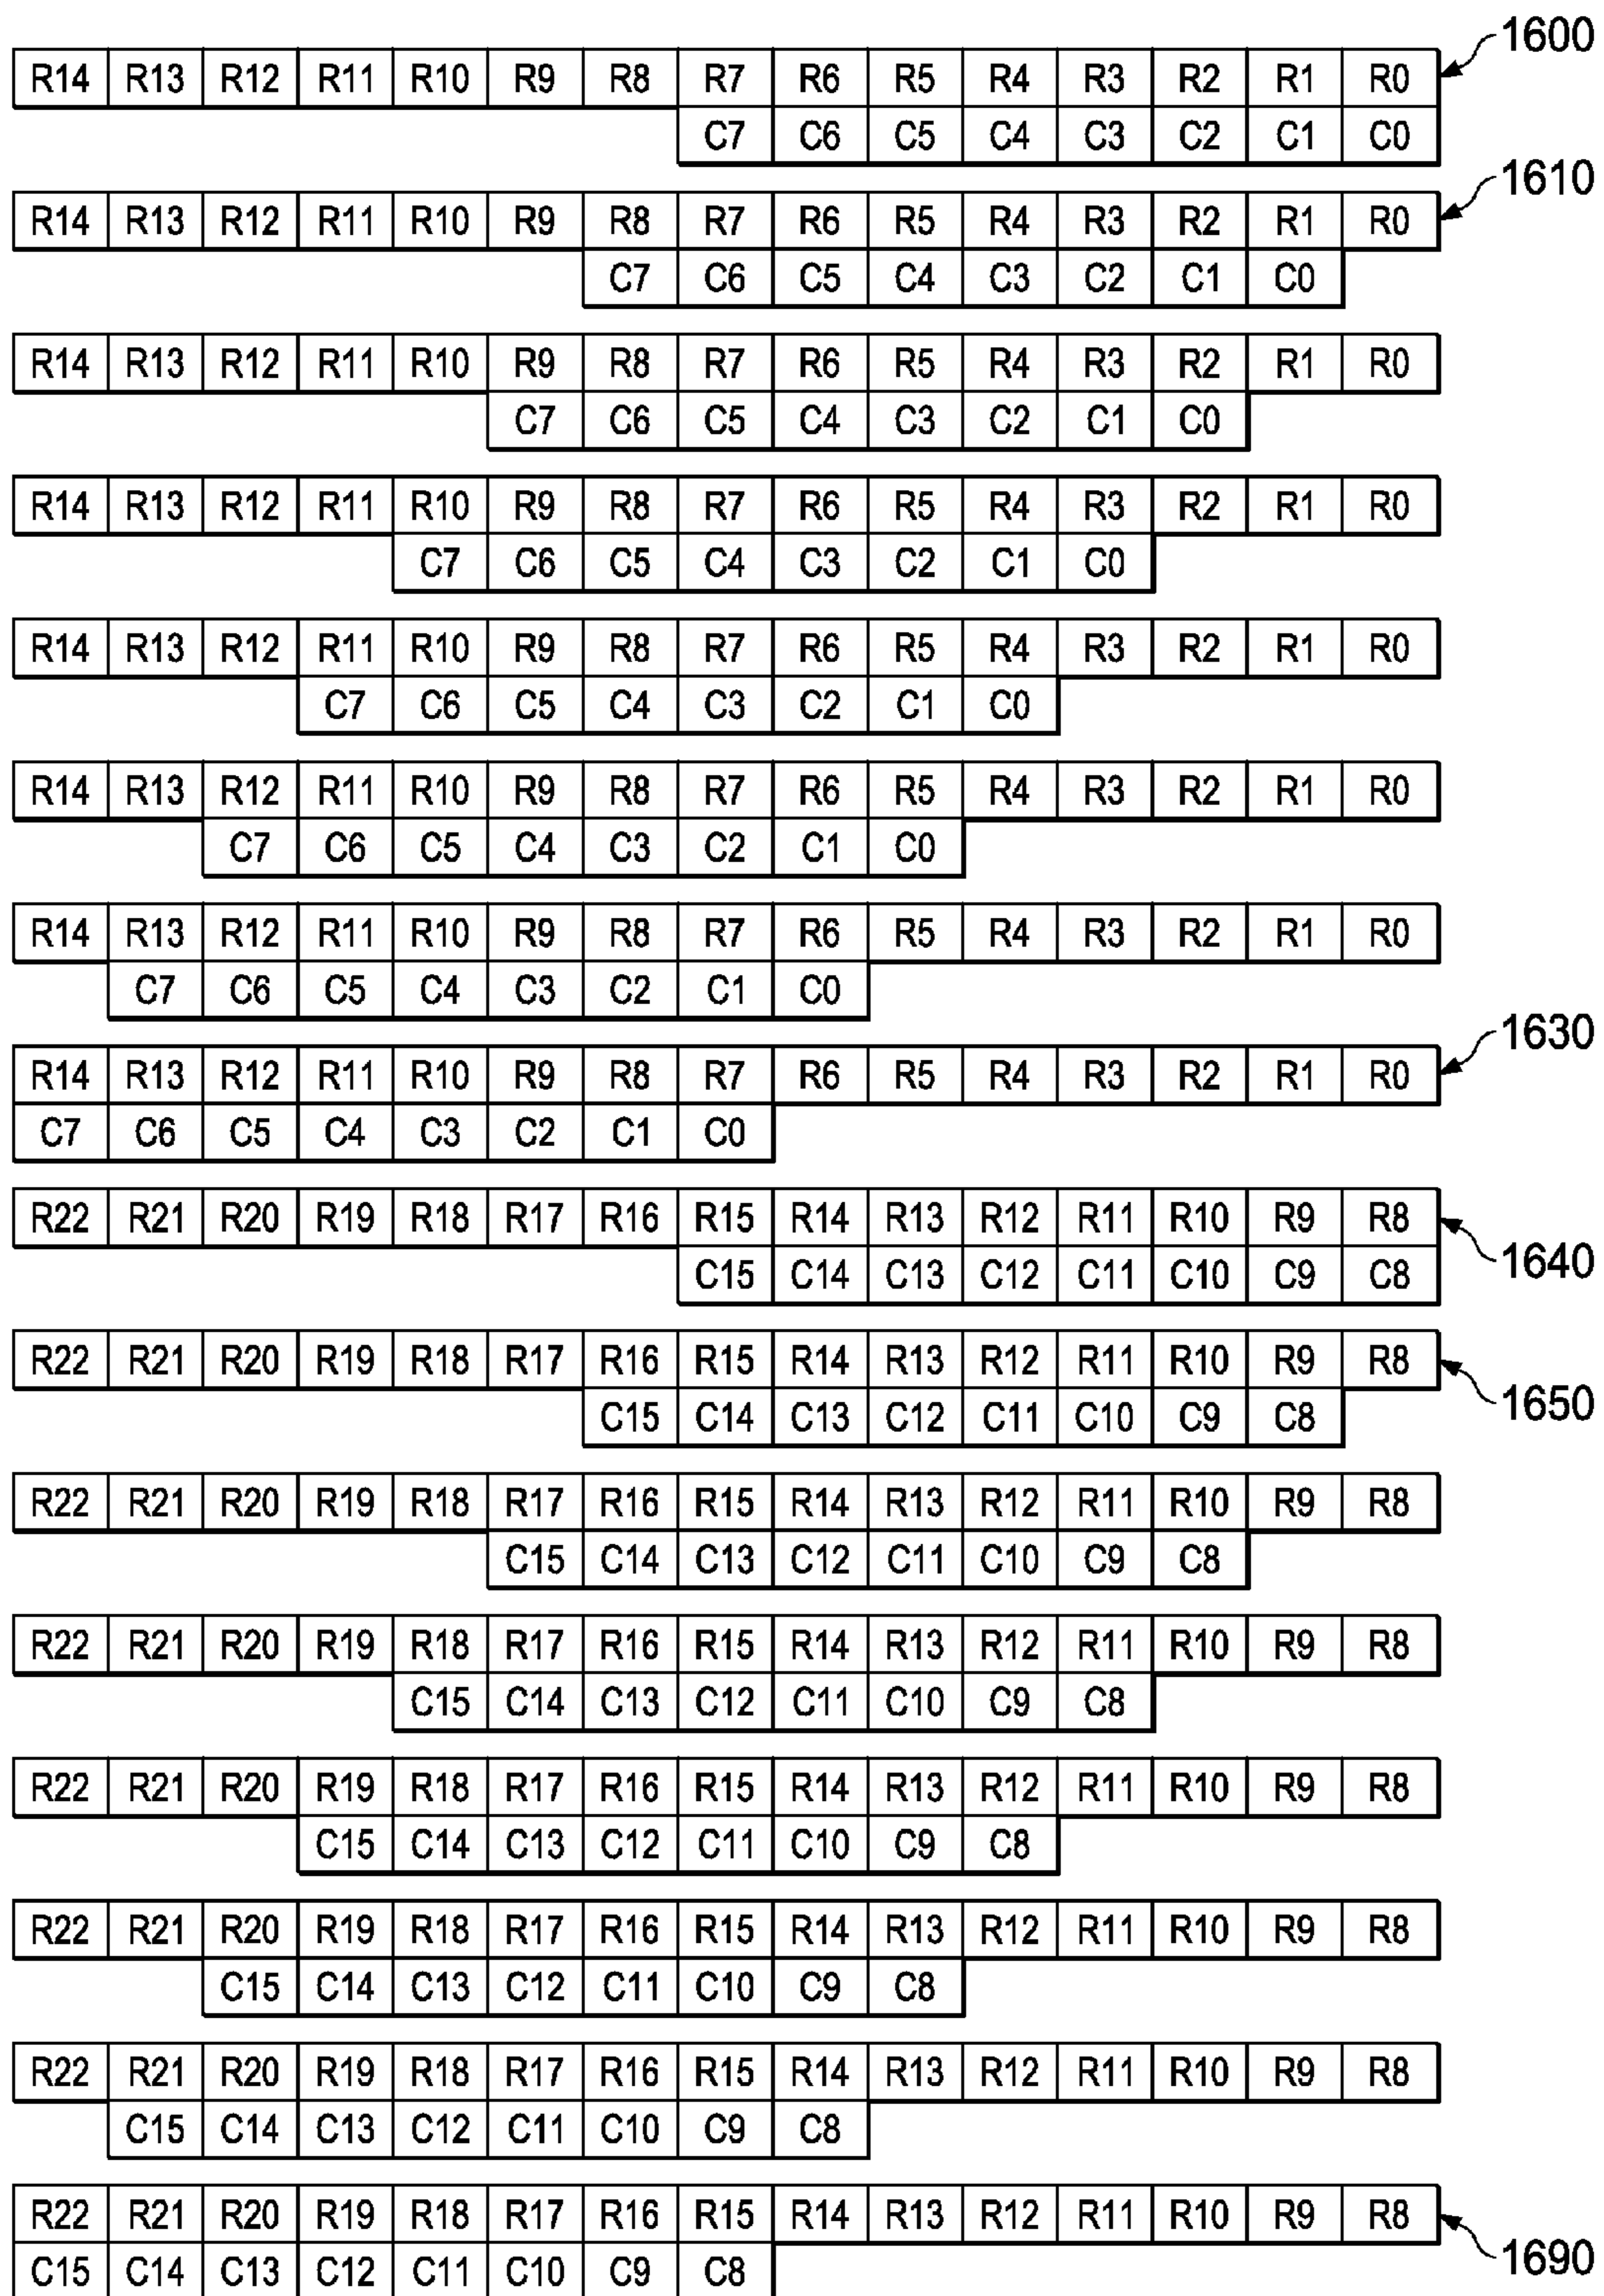 1600
R14 R13 R12 R11 R10 R9 R8 R7 R6 R5 R4 R3 R2 R1 R0
C7 C6 C5 C4 C3 C2 C1 C0
1610
R14 R13 R12 R11 R10 R9 R8 R7 R6 R5 R4 R3 R2 R1 R0
C7 C6 C5 C4 C3 C2 C1 C0
R14 R13 R12 R11 R10 R9 R8 R7 R6 R5 R4 R3 R2 R1 R0
C7 C6 C5 C4 C3 C2 C1 C0
R14 R13 R12 R11 R10 R9 R8 R7 R6 R5 R4 R3 R2 R1 R0
C7 C6 C5 C4 C3 C2 C1 C0
R14 R13 R12 R11 R10 R9 R8 R7 R6 R5 R4 R3 R2 R1 R0
C7 C6 C5 C4 C3 C2 C1 C0
R14 R13 R12 R11 R10 R9 R8 R7 R6 R5 R4 R3 R2 R1 R0
C7 C6 C5 C4 C3 C2 C1 C0
R14 R13 R12 R11 R10 R9 R8 R7 R6 R5 R4 R3 R2 R1 R0
C7 C6 C5 C4 C3 C2 C1 C0
1630
R14 R13 R12 R11 R10 R9 R8 R7 R6 R5 R4 R3 R2 R1 R0
C7 C6 C5 C4 C3 C2 C1 C0
R22 R21 R20 R19 R18 R17 R16 R15 R14 R13 R12 R11 R10 R9 R8
1640
C15 C14 C13 C12 C11 C10 C9 C8
R22 R21 R20 R19 R18 R17 R16 R15 R14 R13 R12 R11 R10 R9 R8
1650
C15 C14 C13 C12 C11 C10 C9 C8
R22 R21 R20 R19 R18 R17 R16 R15 R14 R13 R12 R11 R10 R9 R8
C15 C14 C13 C12 C11 C10 C9 C8
R22 R21 R20 R19 R18 R17 R16 R15 R14 R13 R12 R11 R10 R9 R8
C15 C14 C13 C12 C11 C10 C9 C8
R22 R21 R20 R19 R18 R17 R16 R15 R14 R13 R12 R11 R10 R9 R8
C15 C14 C13 C12 C11 C10 C9 C8
R22 R21 R20 R19 R18 R17 R16 R15 R14 R13 R12 R11 R10 R9 R8
C15 C14 C13 C12 C11 C10 C9 C8
R22 R21 R20 R19 R18 R17 R16 R15 R14 R13 R12 R11 R10 R9 R8
C15 C14 C13 C12 C11 C10 C9 C8
R22 R21 R20 R19 R18 R17 R16 R15 R14 R13 R12 R11 R10 R9 R8
1690
C15 C14 C13 C12 C11 C10 C9 C8